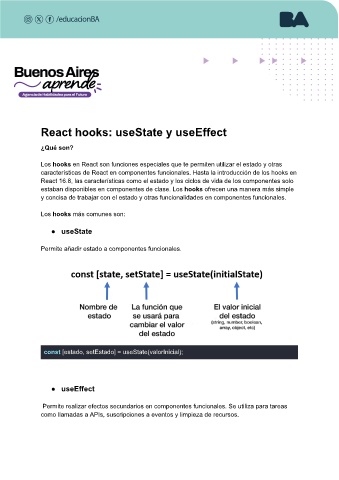 /educacionBA
BA
Buenos Aires
aprende
Agencia de Habilidades para el Futuro
React hooks: useState y useEffect
¿Qué son?
Los hooks en React son funciones especiales que te permiten utilizar el estado y otras
características de React en componentes funcionales. Hasta la introducción de los hooks en
React 16.8, las características como el estado y los ciclos de vida de los componentes solo
estaban disponibles en componentes de clase. Los hooks ofrecen una manera más simple
y concisa de trabajar con el estado y otras funcionalidades en componentes funcionales.
Los hooks más comunes son:
● useState
Permite añadir estado a componentes funcionales.
const [state, setState] = useState(initialState)
Nombre de estado
La función que se usará para cambiar el valor del estado
El valor inicial del estado
(string, number, boolean, array, object, etc)
const [estado, setEstado] = useState(valorInicial);
● useEffect
Permite realizar efectos secundarios en componentes funcionales. Se utiliza para tareas
como llamadas a APIs, suscripciones a eventos y limpieza de recursos.